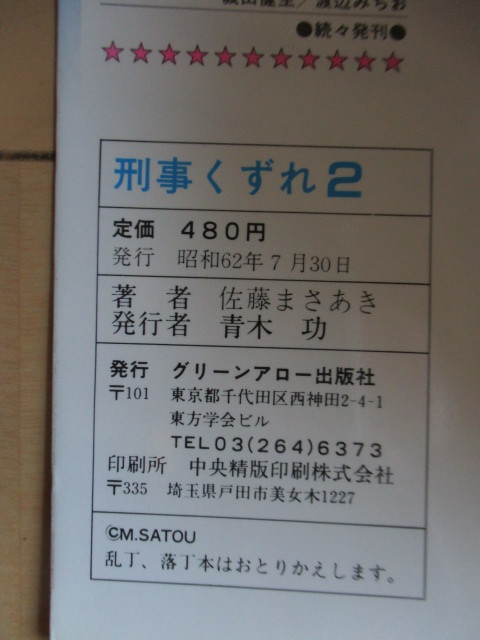 ／渡辺みちお
●続々発刊●
★★★★★★★★★★★
刑事くずれ2
定価 480円
発行 昭和62年7月30日
著者 佐藤まさあき
発行者 青木 功
発行 グリーンアロー出版社
〒101 東京都千代田区西神田2-4-1
東方学会ビル
TEL03(264)6373
印刷所 中央精版印刷株式会社
〒335 埼玉県戸田市美女木1227
©M.SATOU
乱丁、落丁本はおとりかえします。